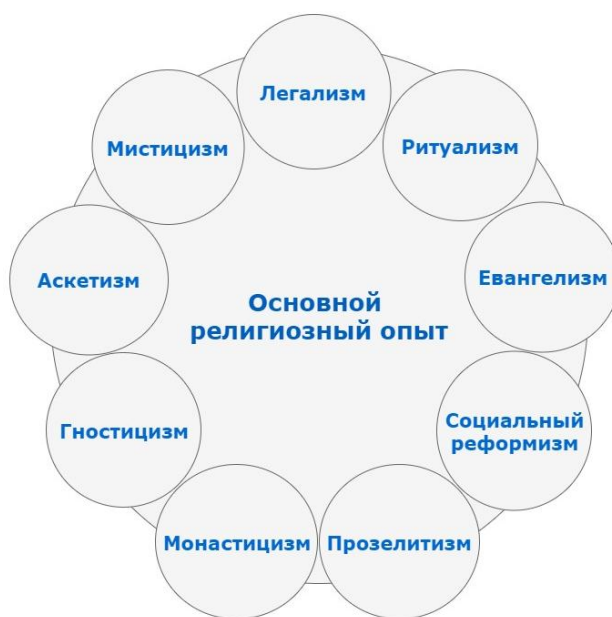 Легализм
Ритуализм
Мистицизм
Евангелизм
Аскетизм
Основной
религиозный опыт
Социальный
реформизм
Гностицизм
Монастицизм
Прозелитизм